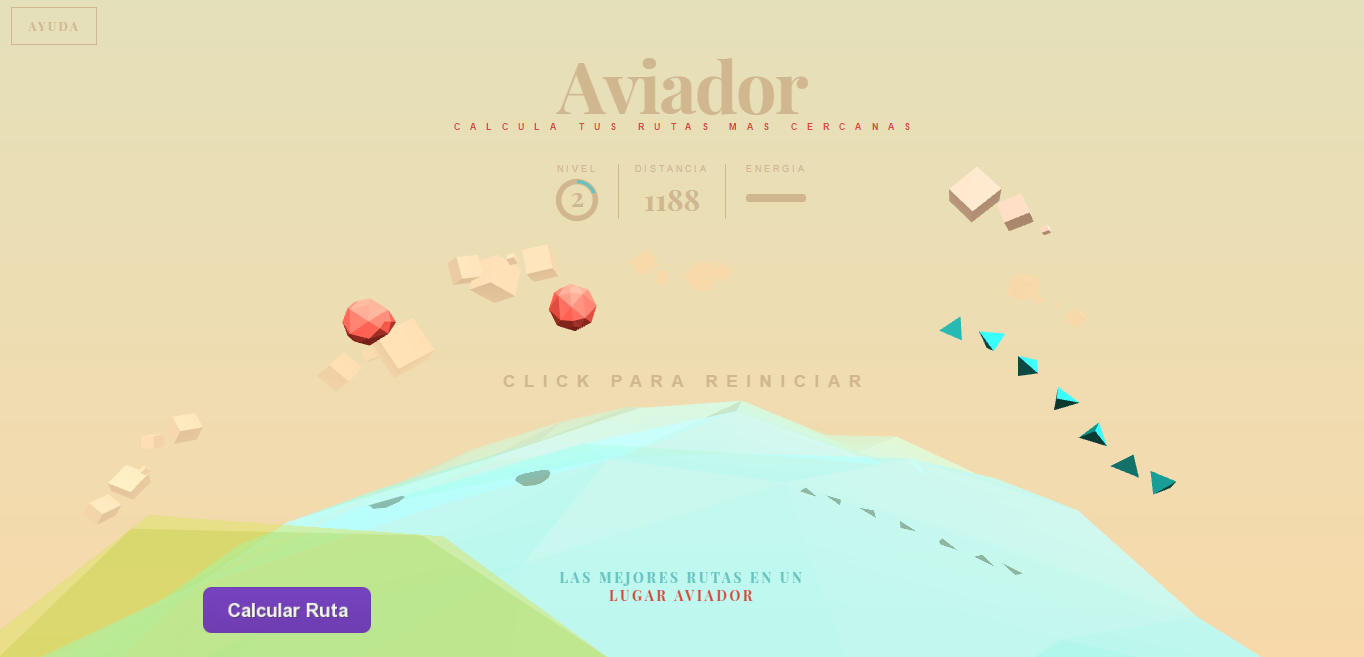 AYUDA
Aviador
CALCULA TUS RUTAS MAS CERCANAS
NIVEL DISTANCIA ENERGIA
2 1188
CLICK PARA REINICIAR
LAS MEJORES RUTAS EN UN
LUGAR AVIADOR
Calcular Ruta